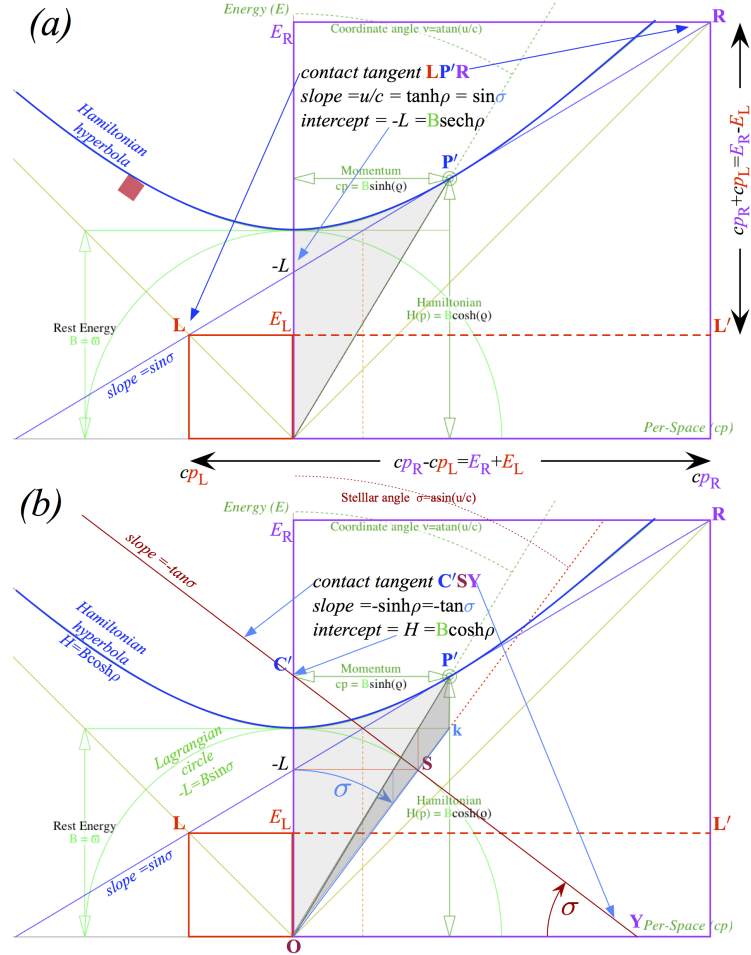 (a)
Energy (E)
E_R
Coordinate angle ν=atan(u/c)
R
contact tangent LP′R
slope =u/c = tanhρ = sinσ
intercept = -L =Bsechρ
Hamiltonian
hyperbola
Momentum
cp = Bsinh(ϱ)
P′
cp_R+cp_L=E_R-E_L
-L
Rest Energy
B = ϖ
L
E_L
Hamiltonian
H(p) = Bcosh(ϱ)
L′
slope =sinσ
Per-Space (cp)
cp_L
cp_R-cp_L=E_R+E_L
cp_R
(b)
Stelllar angle σ=asin(u/c)
Energy (E)
E_R
Coordinate angle ν=atan(u/c)
R
slope =-tanσ
contact tangent C′SY
slope =-sinhρ=-tanσ
intercept = H =Bcoshρ
Hamiltonian
hyperbola
H=Bcoshρ
C′
Momentum
cp = Bsinh(ϱ)
P′
k
Lagrangian
circle
-L=Bsinσ
-L
S
σ
Rest Energy
B = ϖ
L
E_L
Hamiltonian
H(p) = Bcosh(ϱ)
L′
slope =sinσ
σ
Y
Per-Space (cp)
O